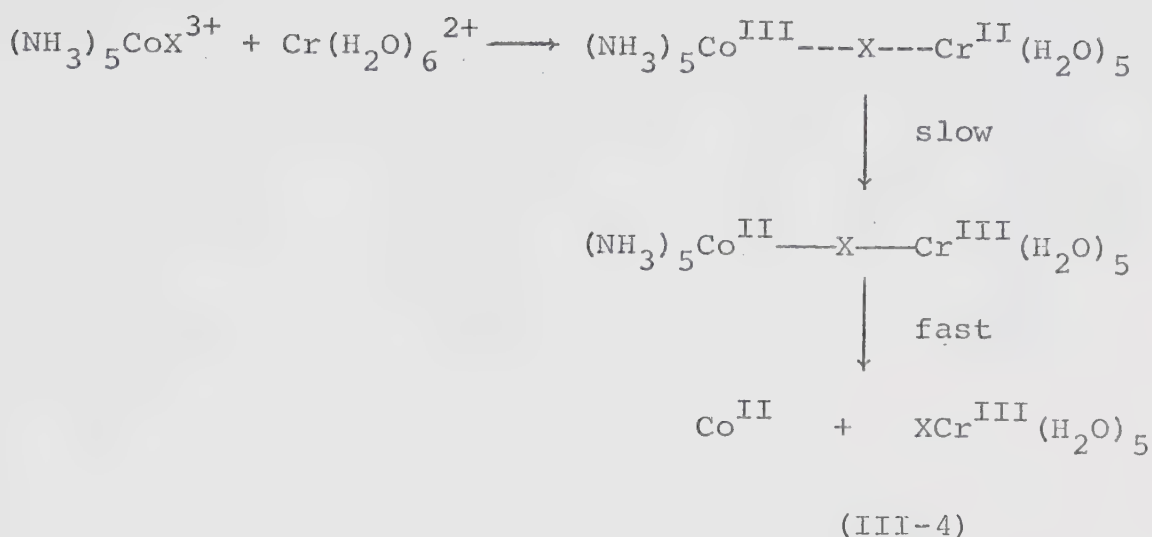 (NH₃)₅CoX³⁺ + Cr(H₂O)₆²⁺ ⟶ (NH₃)₅Coᴵᴵᴵ---X---Crᴵᴵ(H₂O)₅
slow
(NH₃)₅Coᴵᴵ—X—Crᴵᴵᴵ(H₂O)₅
fast
Coᴵᴵ + XCrᴵᴵᴵ(H₂O)₅
(III-4)